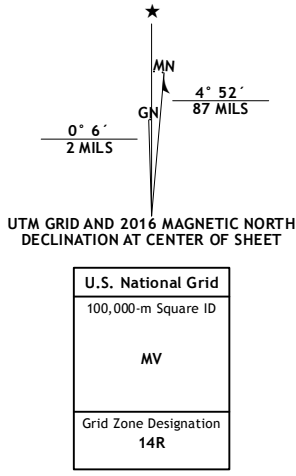 ★
MN
4° 52´
87 MILS
GN
0° 6´
2 MILS
UTM GRID AND 2016 MAGNETIC NORTH
DECLINATION AT CENTER OF SHEET
U.S. National Grid
100,000-m Square ID
MV
Grid Zone Designation
14R